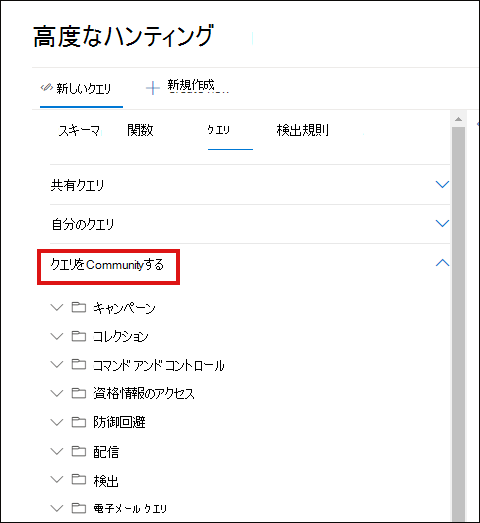 高度なハンティング
新しいクエリ 新規作成
スキーマ 関数 クエリ 検出規則
共有クエリ
自分のクエリ
クエリをCommunityする
キャンペーン
コレクション
コマンド アンド コントロール
資格情報のアクセス
防御回避
配信
検出
電子メール クエリ